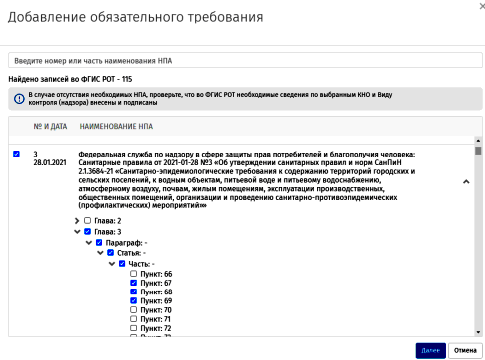 Добавление обязательного требования
Введите номер или часть наименования НПА
Найдено записей во ФГИС РОТ - 115
В случае отсутствия необходимых НПА, проверьте, что во ФГИС РОТ необходимые сведения по выбранным КНО и Виду
контроля (надзора) внесены и подписаны
№ И ДАТА НАИМЕНОВАНИЕ НПА
3 Федеральная служба по надзору в сфере защиты прав потребителей и благополучия человека:
28.01.2021 Санитарные правила от 2021-01-28 №3 «Об утверждении санитарных правил и норм СанПиН
2.1.3684-21 «Санитарно-эпидемиологические требования к содержанию территорий городских и
сельских поселений, к водным объектам, питьевой воде и питьевому водоснабжению,
атмосферному воздуху, почвам, жилым помещениям, эксплуатации производственных,
общественных помещений, организации и проведению санитарно-противоэпидемических
(профилактических) мероприятий»»
Глава: 2
Глава: 3
Параграф: -
Статья: -
Часть: -
Пункт: 66
Пункт: 67
Пункт: 68
Пункт: 69
Пункт: 70
Пункт: 71
Пункт: 72
Пункт: 73
Далее Отмена